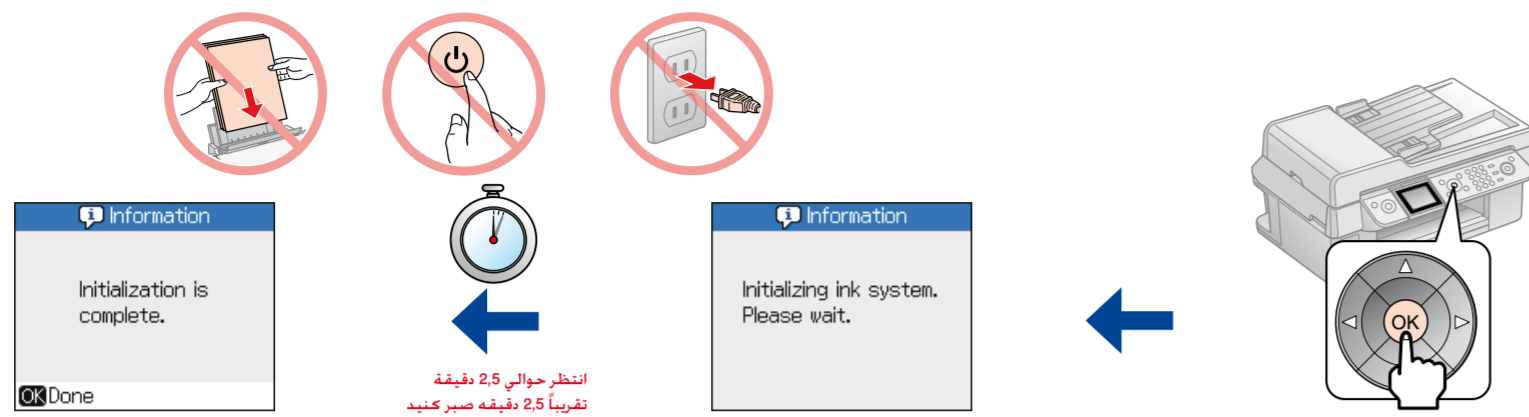 OK
Information
Initializing ink system.
Please wait.
انتظر حوالي 2,5 دقيقة
تقريباً 2,5 دقيقه صبر كنيد
Information
Initialization is
complete.
OK Done